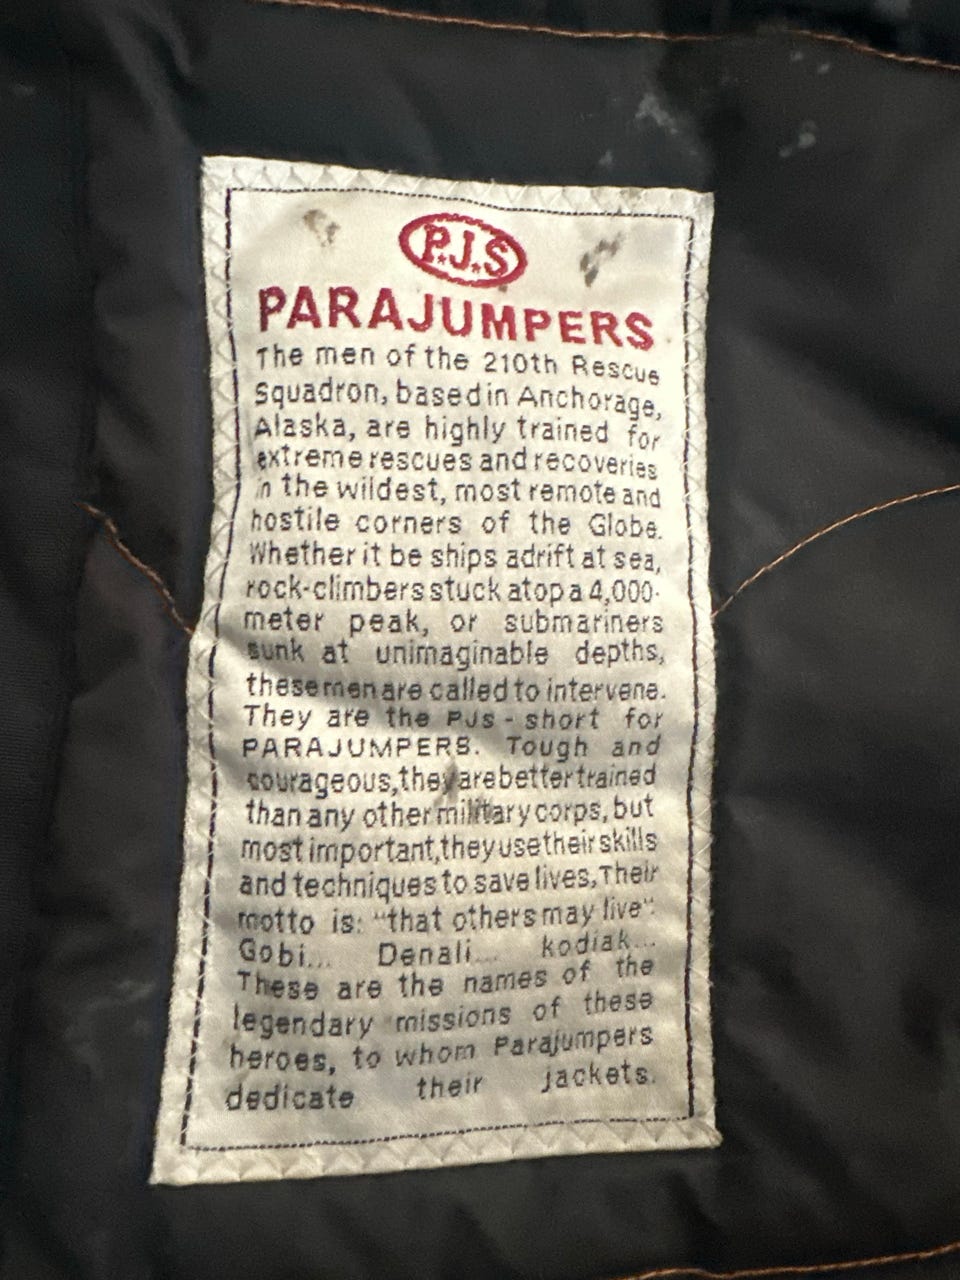 P.J.S
PARAJUMPERS
The men of the 210th Rescue
Squadron, based in Anchorage,
Alaska, are highly trained for
extreme rescues and recoveries
in the wildest, most remote and
hostile corners of the Globe.
Whether it be ships adrift at sea,
rock-climbers stuck atop a 4,000-
meter peak, or submariners
sunk at unimaginable depths,
these men are called to intervene.
They are the PJs - short for
PARAJUMPERS. Tough and
courageous, they are better trained
than any other military corps, but
most important, they use their skills
and techniques to save lives, Their
motto is: "that others may live".
Gobi... Denali... kodiak...
These are the names of the
legendary missions of these
heroes, to whom Parajumpers
dedicate their jackets.